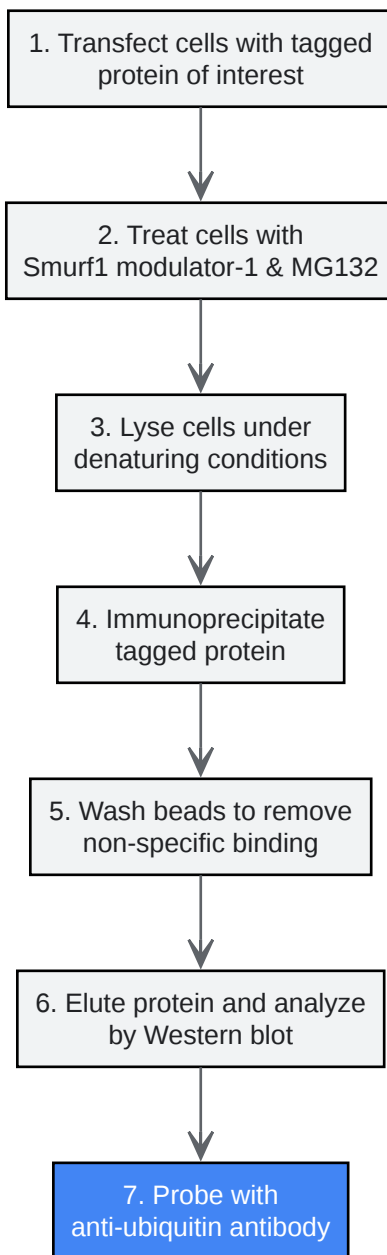 1. Transfect cells with tagged
protein of interest
2. Treat cells with
Smurf1 modulator-1 & MG132
3. Lyse cells under
denaturing conditions
4. Immunoprecipitate
tagged protein
5. Wash beads to remove
non-specific binding
6. Elute protein and analyze
by Western blot
7. Probe with
anti-ubiquitin antibody